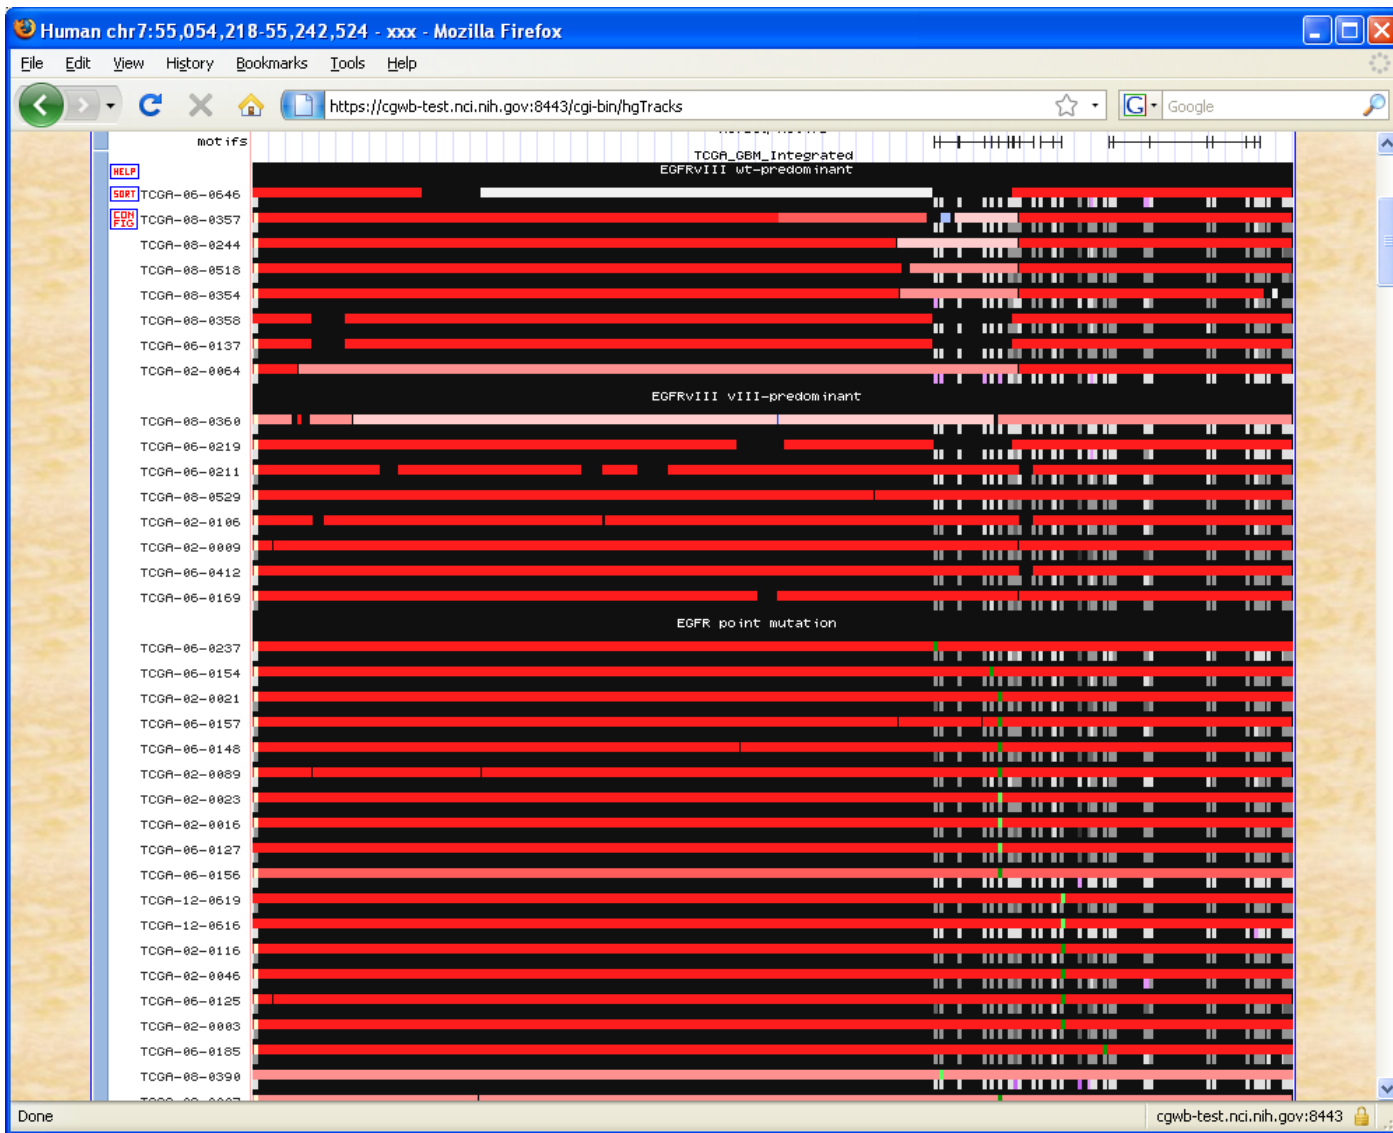 Human chr7:55,054,218-55,242,524 - xxx - Mozilla Firefox
File Edit View History Bookmarks Tools Help
https://cgwb-test.nci.nih.gov:8443/cgi-bin/hgTracks
G Google
motifs
TCGA_GBM_Integrated
HELP
EGFRvIII wt-predominant
SORT TCGA-06-0646
CONFIG TCGA-08-0357
TCGA-08-0244
TCGA-08-0518
TCGA-08-0354
TCGA-08-0358
TCGA-06-0137
TCGA-02-0064
EGFRvIII vIII-predominant
TCGA-08-0360
TCGA-06-0219
TCGA-06-0211
TCGA-08-0529
TCGA-02-0106
TCGA-02-0009
TCGA-06-0412
TCGA-06-0169
EGFR point mutation
TCGA-06-0237
TCGA-06-0154
TCGA-02-0021
TCGA-06-0157
TCGA-06-0148
TCGA-02-0089
TCGA-02-0023
TCGA-02-0016
TCGA-06-0127
TCGA-06-0156
TCGA-12-0619
TCGA-12-0616
TCGA-02-0116
TCGA-02-0046
TCGA-06-0125
TCGA-02-0003
TCGA-06-0185
TCGA-08-0390
Done
cgwb-test.nci.nih.gov:8443